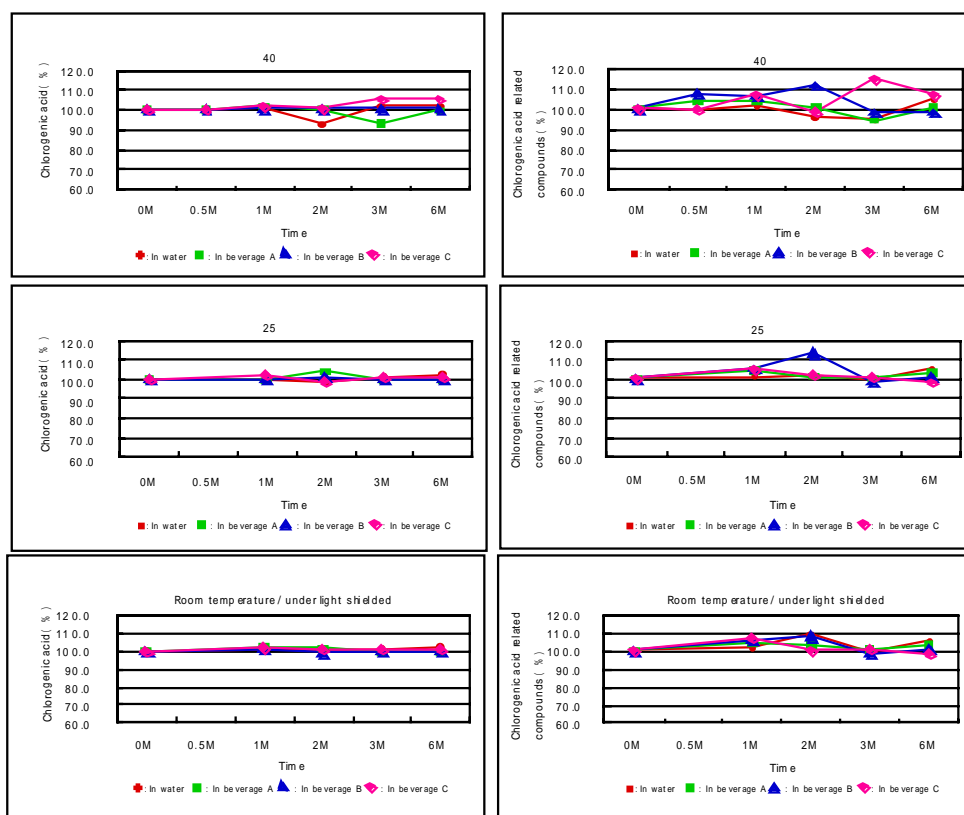 40
Chlorogenic acid( %)
120.0
110.0
100.0
90.0
80.0
70.0
60.0
0M 0.5M 1M 2M 3M 6M
Time
: In water : In beverage A : In beverage B : In beverage C
40
Chlorogenic acid related
compounds( %)
120.0
110.0
100.0
90.0
80.0
70.0
60.0
0M 0.5M 1M 2M 3M 6M
Time
: In water : In beverage A : In beverage B : In beverage C
25
Chlorogenic acid( %)
120.0
110.0
100.0
90.0
80.0
70.0
60.0
0M 0.5M 1M 2M 3M 6M
Time
: In water : In beverage A : In beverage B : In beverage C
25
Chlorogenic acid related
compounds( %)
120.0
110.0
100.0
90.0
80.0
70.0
60.0
0M 0.5M 1M 2M 3M 6M
Time
: In water : In beverage A : In beverage B : In beverage C
Room temperature/ under light shielded
Chlorogenic acid( %)
120.0
110.0
100.0
90.0
80.0
70.0
60.0
0M 0.5M 1M 2M 3M 6M
Time
: In water : In beverage A : In beverage B : In beverage C
Room temperature/ under light shielded
Chlorogenic acid related
compounds( %)
120.0
110.0
100.0
90.0
80.0
70.0
60.0
0M 0.5M 1M 2M 3M 6M
Time
: In water : In beverage A : In beverage B : In beverage C